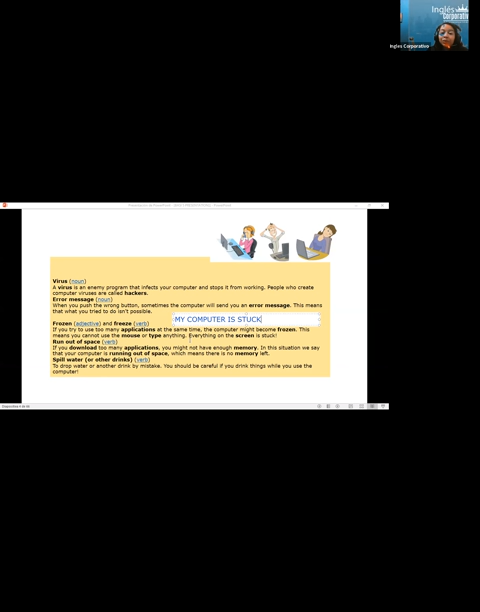 Inglés
Corporativo
Ingles Corporativo
Virus (noun)
A virus is an enemy program that infects your computer and stops it from working. People who create
computer viruses are called hackers.
Error message (noun)
When you push the wrong button, sometimes the computer will send you an error message. This means
that what you tried to do isn't possible.
MY COMPUTER IS STUCK
Frozen (adjective) and freeze (verb)
If you try to use too many applications at the same time, the computer might become frozen. This
means you cannot use the mouse or type anything. Everything on the screen is stuck!
Run out of space (verb)
If you download too many applications, you might not have enough memory. In this situation we say
that your computer is running out of space, which means there is no memory left.
Spill water (or other drinks) (verb)
To drop water or another drink by mistake. You should be careful if you drink things while you use the
computer!